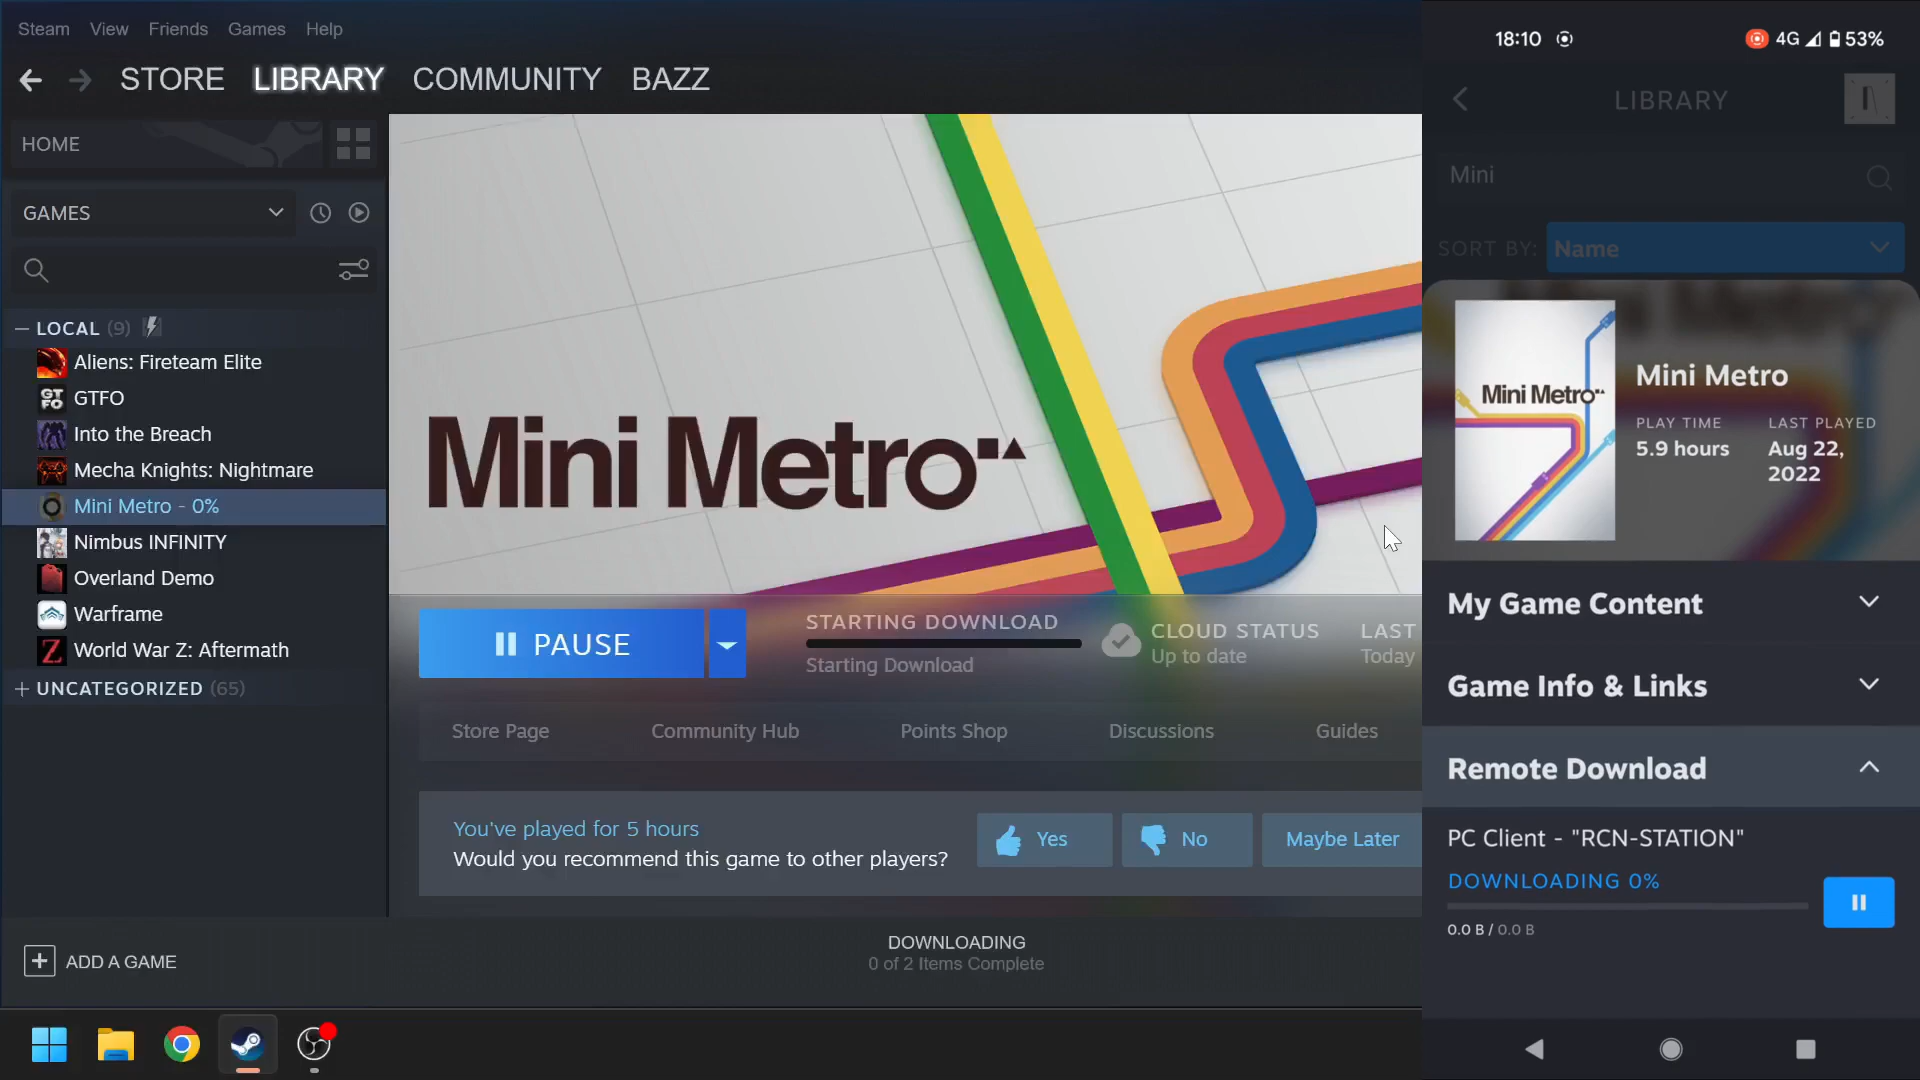 Steam View Friends Games Help
STORE LIBRARY COMMUNITY BAZZ
HOME
GAMES
LOCAL (9)
Aliens: Fireteam Elite
GTFO
Into the Breach
Mecha Knights: Nightmare
Mini Metro - 0%
Nimbus INFINITY
Overland Demo
Warframe
World War Z: Aftermath
UNCATEGORIZED (65)
ADD A GAME
Mini Metro
PAUSE
STARTING DOWNLOAD
Starting Download
CLOUD STATUS
Up to date
LAST
Today
Store Page Community Hub Points Shop Discussions Guides
You've played for 5 hours
Would you recommend this game to other players?
Yes No Maybe Later
DOWNLOADING
0 of 2 Items Complete
18:10 4G 53%
LIBRARY
Mini
SORT BY: Name
Mini Metro
Mini Metro
PLAY TIME
5.9 hours
LAST PLAYED
Aug 22,
2022
My Game Content
Game Info & Links
Remote Download
PC Client - "RCN-STATION"
DOWNLOADING 0%
0.0 B / 0.0 B